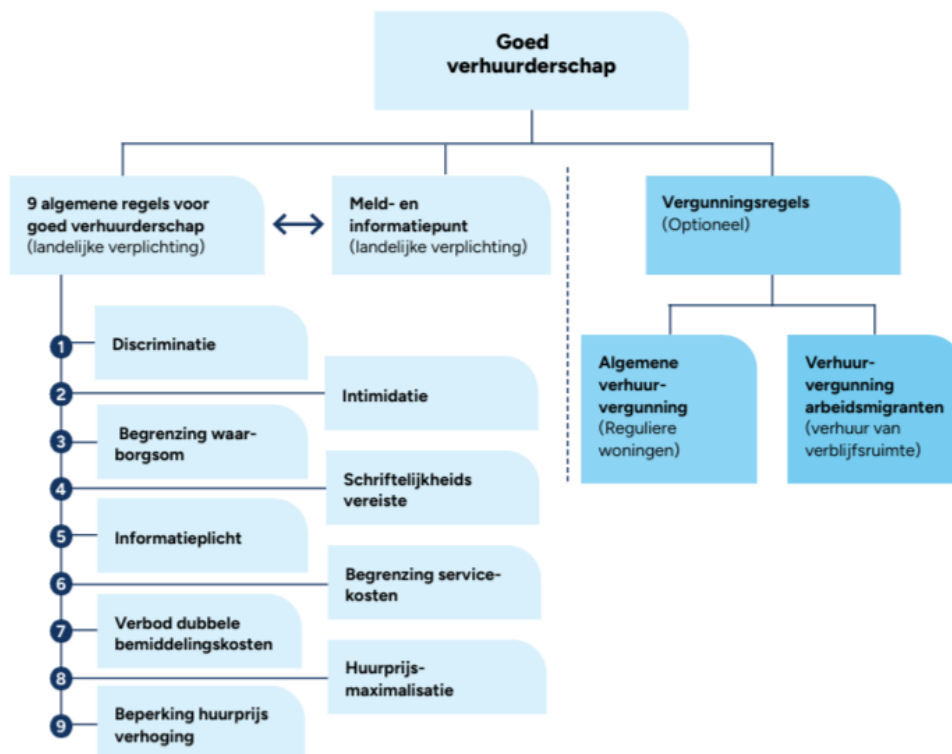 Goed
verhuurderschap
9 algemene regels voor
goed verhuurderschap
(landelijke verplichting)
Meld- en
informatiepunt
(landelijke verplichting)
Vergunningsregels
(Optioneel)
Algemene
verhuur-
vergunning
(Reguliere
woningen)
Verhuur-
vergunning
arbeidsmigranten
(verhuur van
verblijfsruimte)
1
Discriminatie
2
Intimidatie
3
Begrenzing waar-
borgsom
4
Schriftelijkheids
vereiste
5
Informatieplicht
6
Begrenzing service-
kosten
7
Verbod dubbele
bemiddelingskosten
8
Huurprijs-
maximalisatie
9
Beperking huurprijs
verhoging